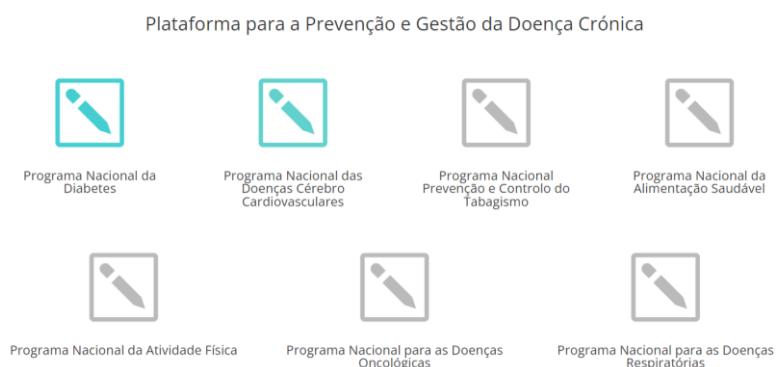 Plataforma para a Prevenção e Gestão da Doença Crónica
Programa Nacional da
Diabetes
Programa Nacional das
Doenças Cérebro
Cardiovasculares
Programa Nacional
Prevenção e Controlo do
Tabagismo
Programa Nacional da
Alimentação Saudável
Programa Nacional da Atividade Física
Programa Nacional para as Doenças
Oncológicas
Programa Nacional para as Doenças
Respiratórias